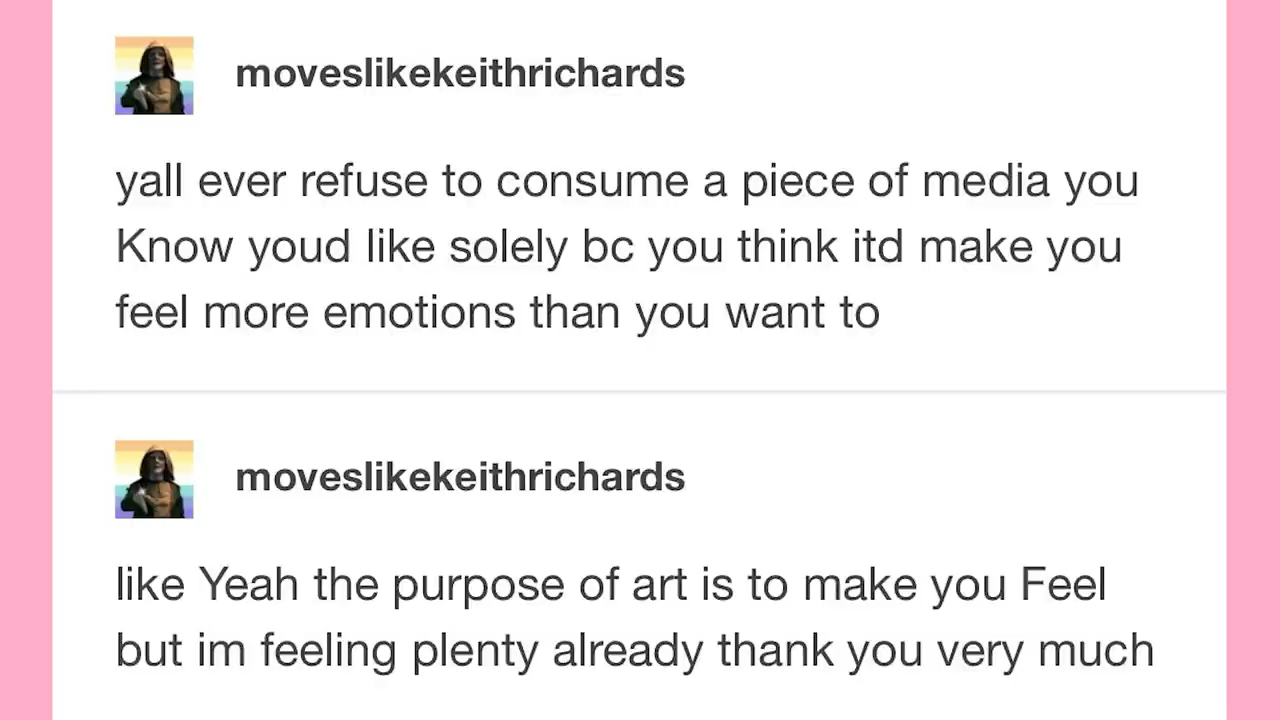 moveslikekeithrichards
yall ever refuse to consume a piece of media you
Know youd like solely bc you think itd make you
feel more emotions than you want to
moveslikekeithrichards
like Yeah the purpose of art is to make you Feel
but im feeling plenty already thank you very much